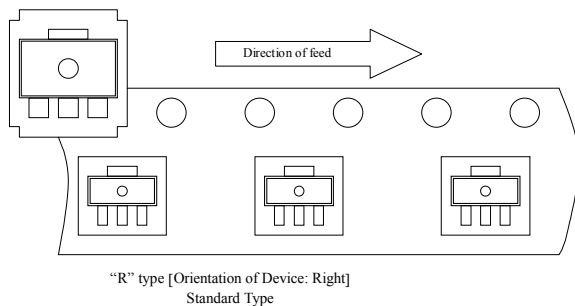 Direction of feed
“R” type [Orientation of Device: Right]
Standard Type